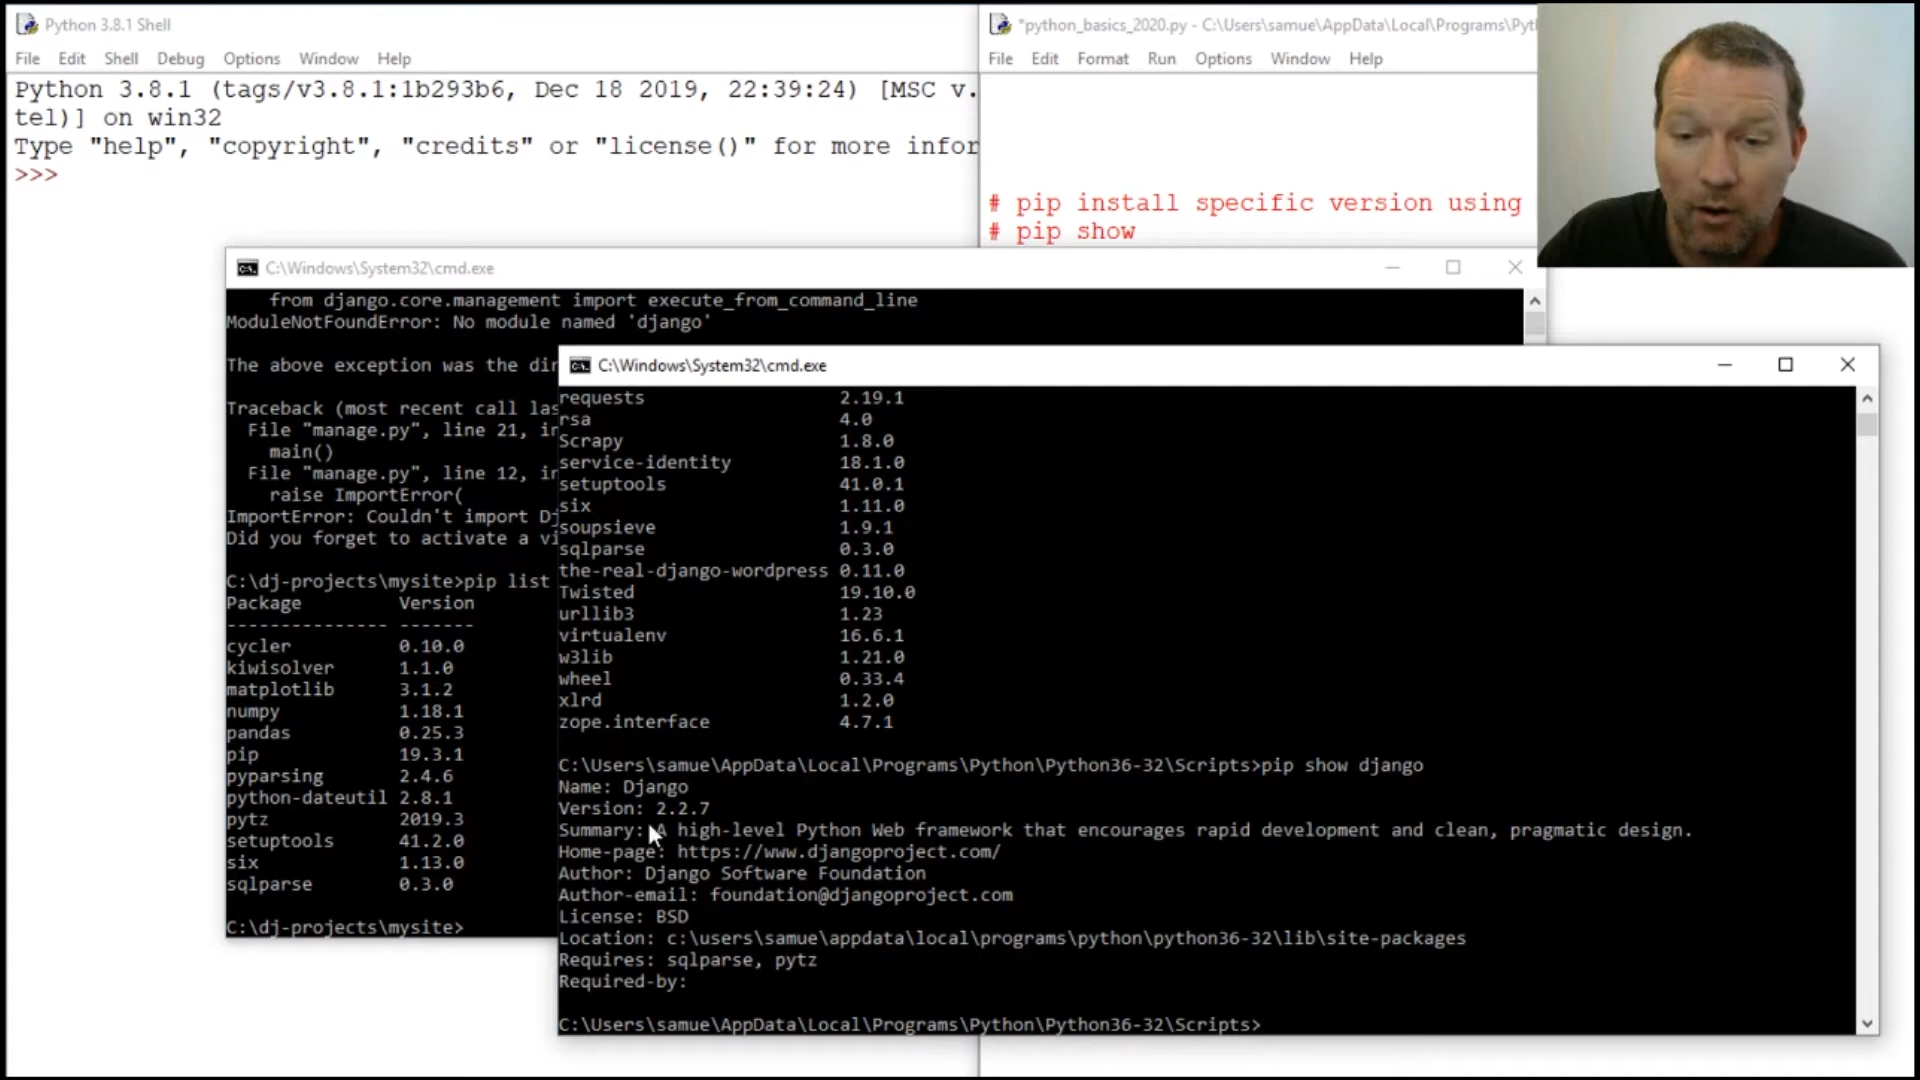 Python 3.8.1 Shell
File Edit Shell Debug Options Window Help
Python 3.8.1 (tags/v3.8.1:1b293b6, Dec 18 2019, 22:39:24) [MSC v.
tel)] on win32
Type "help", "copyright", "credits" or "license()" for more infor
>>>
*python_basics_2020.py - C:\Users\samue\AppData\Local\Programs\Pyth
File Edit Format Run Options Window Help
# pip install specific version using
# pip show
C:\Windows\System32\cmd.exe
from django.core.management import execute_from_command_line
ModuleNotFoundError: No module named 'django'
The above exception was the dir
Traceback (most recent call las
File "manage.py", line 21, in
main()
File "manage.py", line 12, in
raise ImportError(
ImportError: Couldn't import Dj
Did you forget to activate a vi
C:\dj-projects\mysite>pip list
Package Version
--------------- -------
cycler 0.10.0
kiwisolver 1.1.0
matplotlib 3.1.2
numpy 1.18.1
pandas 0.25.3
pip 19.3.1
pyparsing 2.4.6
python-dateutil 2.8.1
pytz 2019.3
setuptools 41.2.0
six 1.13.0
sqlparse 0.3.0
C:\dj-projects\mysite>
C:\Windows\System32\cmd.exe
requests 2.19.1
rsa 4.0
Scrapy 1.8.0
service-identity 18.1.0
setuptools 41.0.1
six 1.11.0
soupsieve 1.9.1
sqlparse 0.3.0
the-real-django-wordpress 0.11.0
Twisted 19.10.0
urllib3 1.23
virtualenv 16.6.1
w3lib 1.21.0
wheel 0.33.4
xlrd 1.2.0
zope.interface 4.7.1
C:\Users\samue\AppData\Local\Programs\Python\Python36-32\Scripts>pip show django
Name: Django
Version: 2.2.7
Summary: A high-level Python Web framework that encourages rapid development and clean, pragmatic design.
Home-page: https://www.djangoproject.com/
Author: Django Software Foundation
Author-email: foundation@djangoproject.com
License: BSD
Location: c:\users\samue\appdata\local\programs\python\python36-32\lib\site-packages
Requires: sqlparse, pytz
Required-by:
C:\Users\samue\AppData\Local\Programs\Python\Python36-32\Scripts>